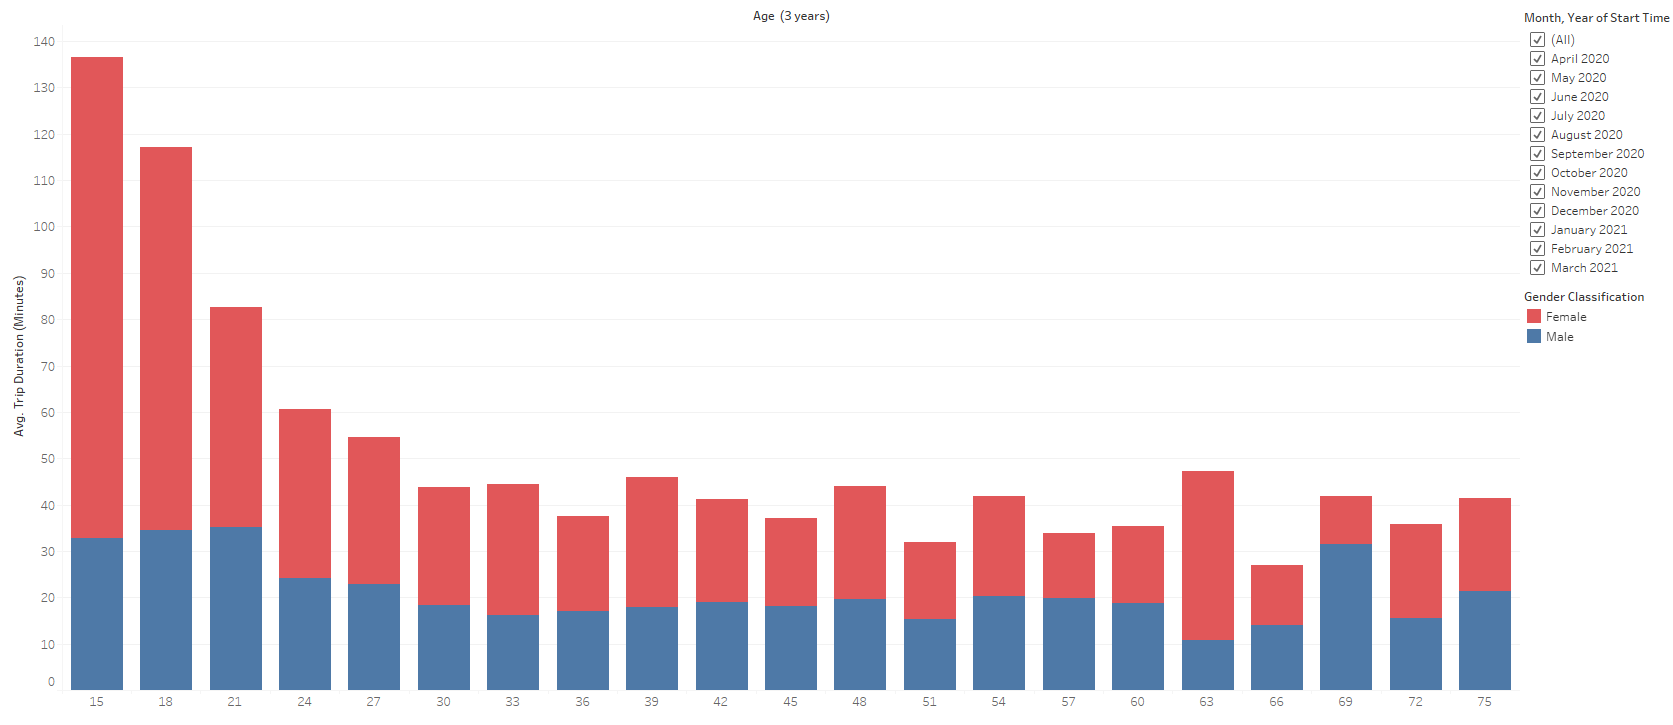 Age (3 years)
Avg. Trip Duration (Minutes)
140
130
120
110
100
90
80
70
60
50
40
30
20
10
0
15 18 21 24 27 30 33 36 39 42 45 48 51 54 57 60 63 66 69 72 75
Month, Year of Start Time
(All)
April 2020
May 2020
June 2020
July 2020
August 2020
September 2020
October 2020
November 2020
December 2020
January 2021
February 2021
March 2021
Gender Classification
Female
Male